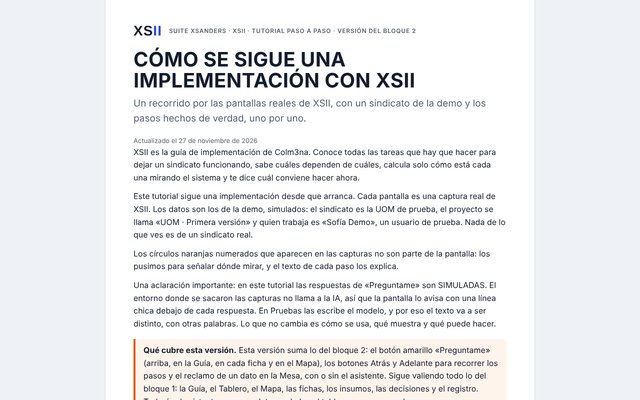 XSII SUITE XSANDERS · XSII · TUTORIAL PASO A PASO · VERSIÓN DEL BLOQUE 2
CÓMO SE SIGUE UNA
IMPLEMENTACIÓN CON XSII
Un recorrido por las pantallas reales de XSII, con un sindicato de la demo y los
pasos hechos de verdad, uno por uno.
Actualizado el 27 de noviembre de 2026
XSII es la guía de implementación de Colm3na. Conoce todas las tareas que hay que hacer para
dejar un sindicato funcionando, sabe cuáles dependen de cuáles, calcula solo cómo está cada
una mirando el sistema y te dice cuál conviene hacer ahora.
Este tutorial sigue una implementación desde que arranca. Cada pantalla es una captura real de
XSII. Los datos son los de la demo, simulados: el sindicato es la UOM de prueba, el proyecto se
llama «UOM · Primera versión» y quien trabaja es «Sofía Demo», un usuario de prueba. Nada de lo
que ves es de un sindicato real.
Los círculos naranjas numerados que aparecen en las capturas no son parte de la pantalla: los
pusimos para señalar dónde mirar, y el texto de cada paso los explica.
Una aclaración importante: en este tutorial las respuestas de «Preguntame» son SIMULADAS. El
entorno donde se sacaron las capturas no llama a la IA, así que la pantalla lo avisa con una línea
chica debajo de cada respuesta. En Pruebas las escribe el modelo, y por eso el texto va a ser
distinto, con otras palabras. Lo que no cambia es cómo se usa, qué muestra y qué puede hacer.
Qué cubre esta versión. Esta versión suma lo del bloque 2: el botón amarillo «Preguntame»
(arriba, en la Guía, en cada ficha y en el Mapa), los botones Atrás y Adelante para recorrer los
pasos y el reclamo de un dato en la Mesa, con o sin el asistente. Sigue valiendo todo lo del
bloque 1: la Guía, el Tablero, el Mapa, las fichas, los insumos, las decisiones y el registro.